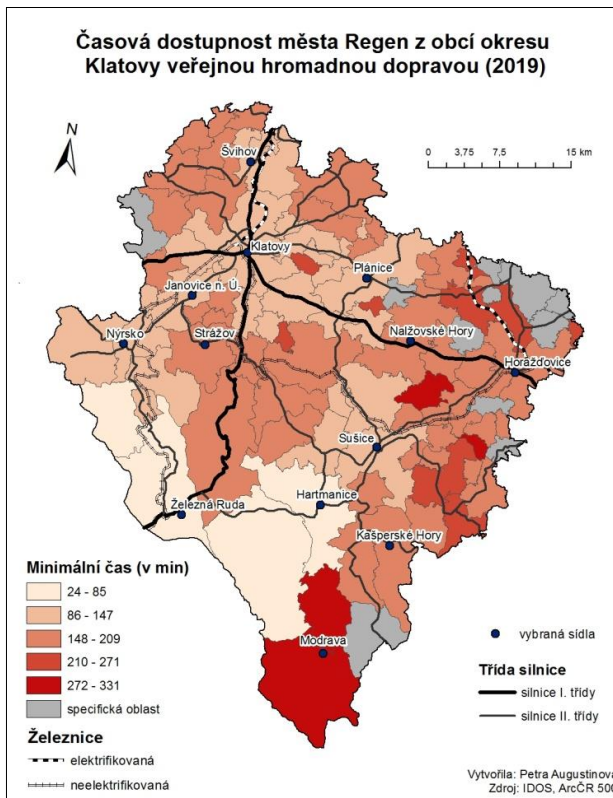 Časová dostupnost města Regen z obcí okresu
Klatovy veřejnou hromadnou dopravou (2019)
N
0 3,75 7,5 15 km
Švihov
Klatovy
Plánice
Janovice n. Ú.
Nýrsko
Strážov
Nalžovské Hory
Horážďovice
Sušice
Hartmanice
Železná Ruda
Kašperské Hory
Modrava
Minimální čas (v min)
24 - 85
86 - 147
148 - 209
210 - 271
272 - 331
specifická oblast
Železnice
elektrifikovaná
neelektrifikovaná
vybraná sídla
Třída silnice
silnice I. třídy
silnice II. třídy
Vytvořila: Petra Augustinova
Zdroj: IDOS, ArcČR 500